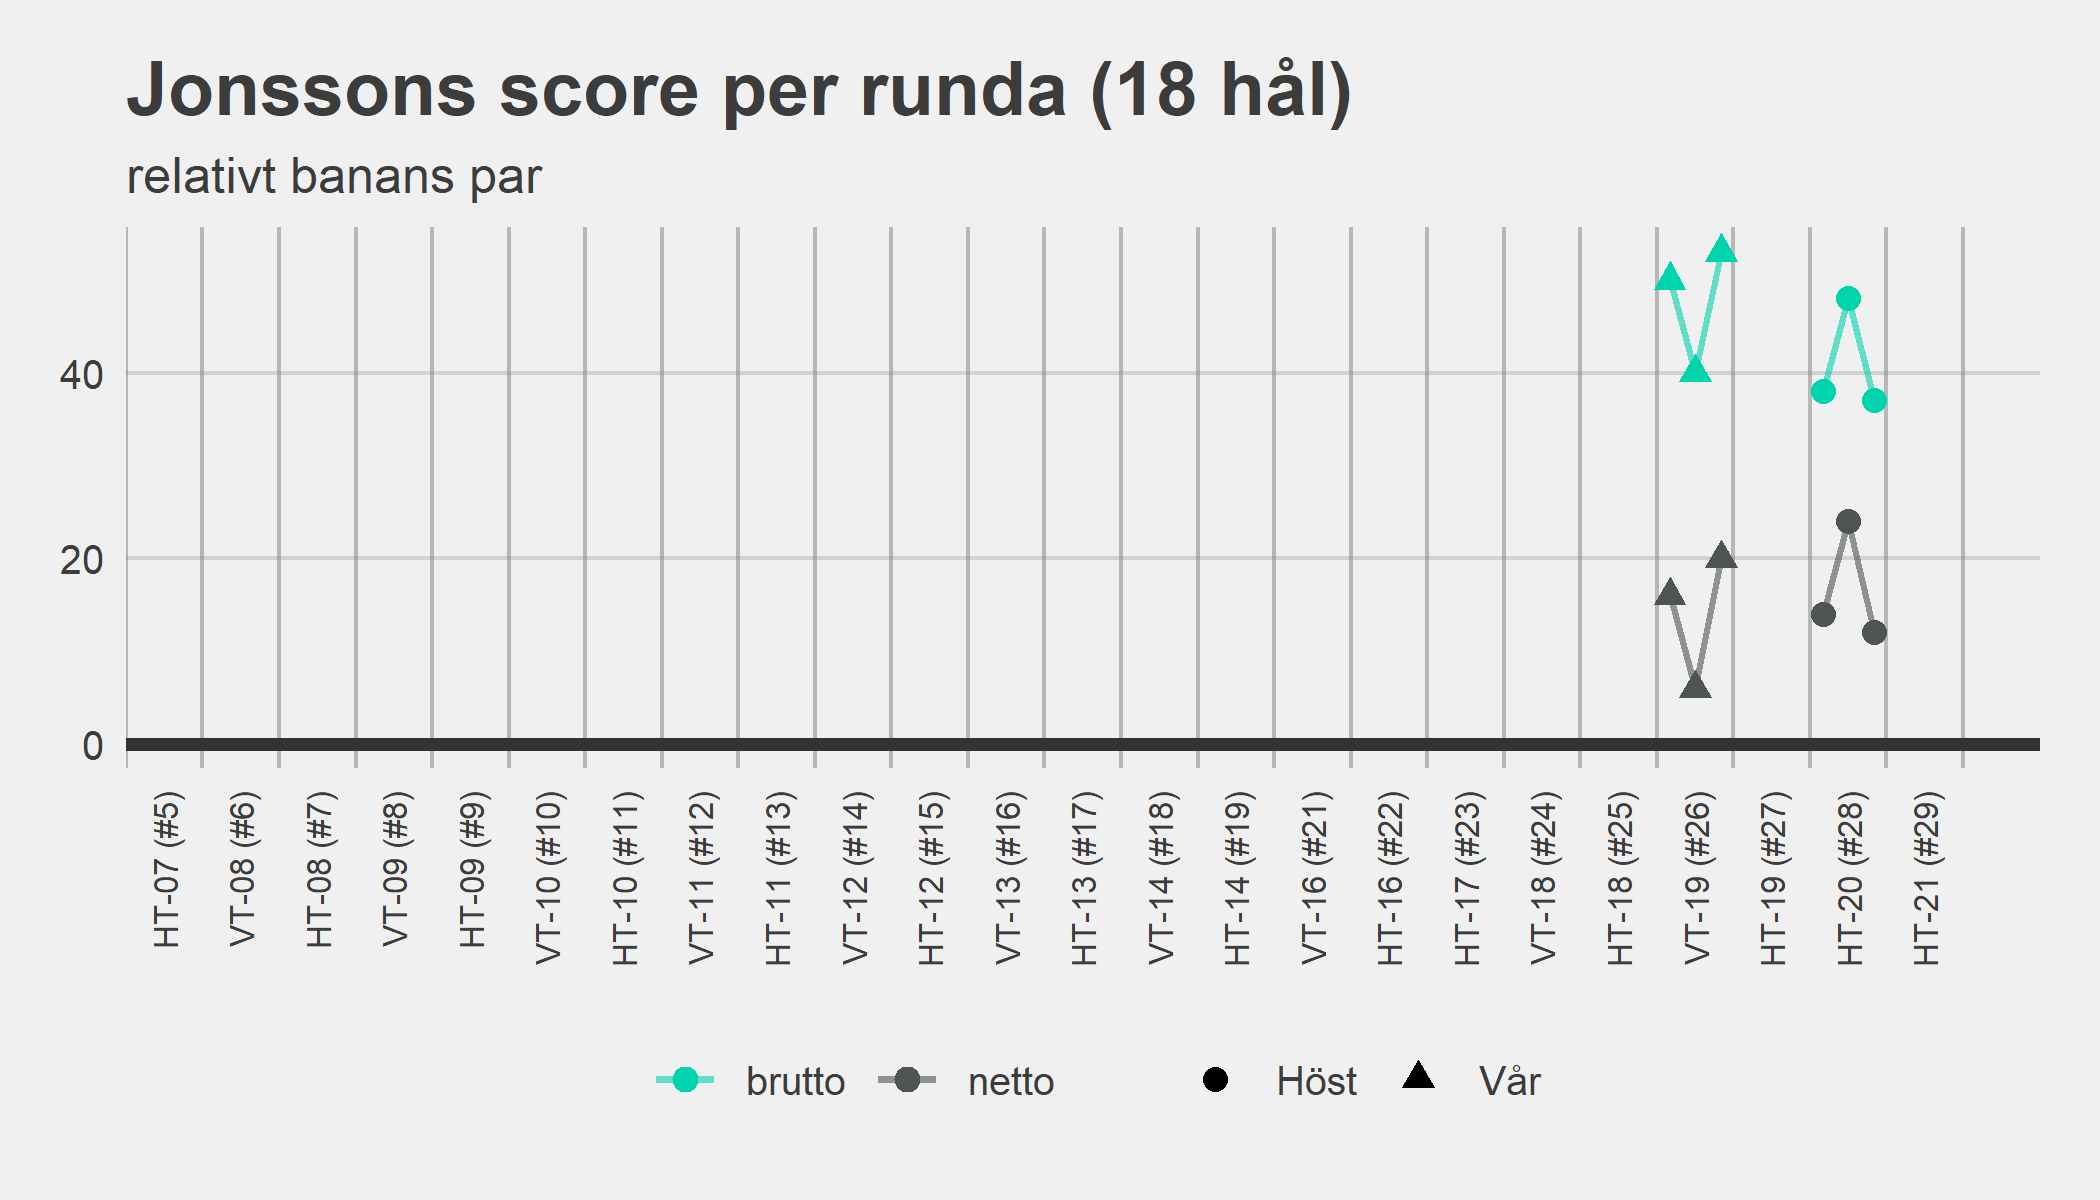 Jonssons score per runda (18 hål)
relativt banans par
40
20
0
HT-07 (#5)
VT-08 (#6)
HT-08 (#7)
VT-09 (#8)
HT-09 (#9)
VT-10 (#10)
HT-10 (#11)
VT-11 (#12)
HT-11 (#13)
VT-12 (#14)
HT-12 (#15)
VT-13 (#16)
HT-13 (#17)
VT-14 (#18)
HT-14 (#19)
VT-16 (#21)
HT-16 (#22)
HT-17 (#23)
VT-18 (#24)
HT-18 (#25)
VT-19 (#26)
HT-19 (#27)
HT-20 (#28)
HT-21 (#29)
brutto netto Höst Vår